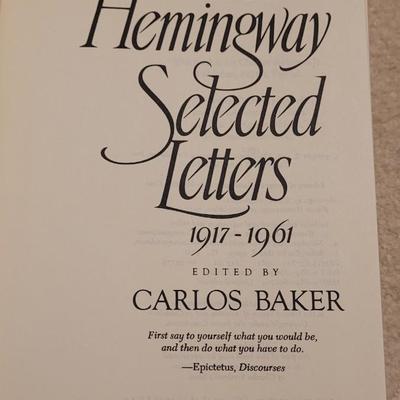 Hemingway
Selected
Letters
1917-1961
EDITED BY
CARLOS BAKER
First say to yourself what you would be,
and then do what you have to do.
—Epictetus, Discourses